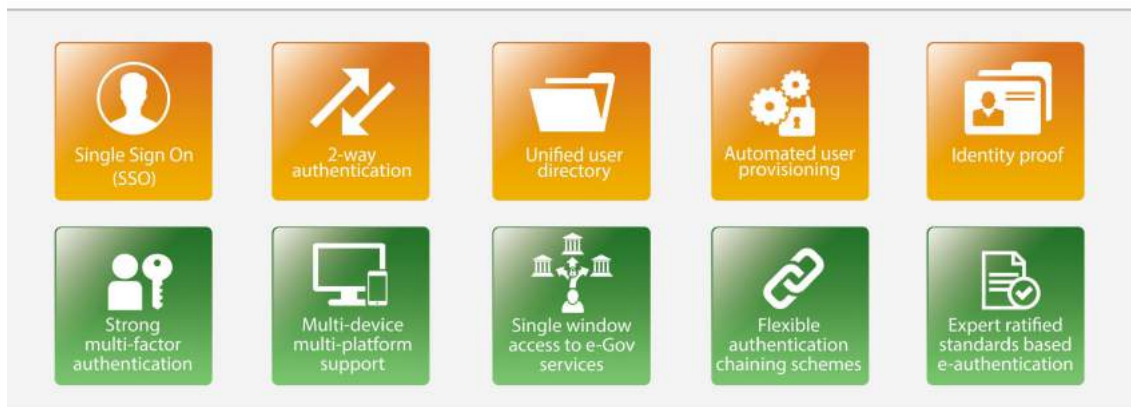 Single Sign On
(SSO)
2-way
authentication
Unified user
directory
Automated user
provisioning
Identity proof
Strong
multi-factor
authentication
Multi-device
multi-platform
support
Single window
access to e-Gov
services
Flexible
authentication
chaining schemes
Expert ratified
standards based
e-authentication